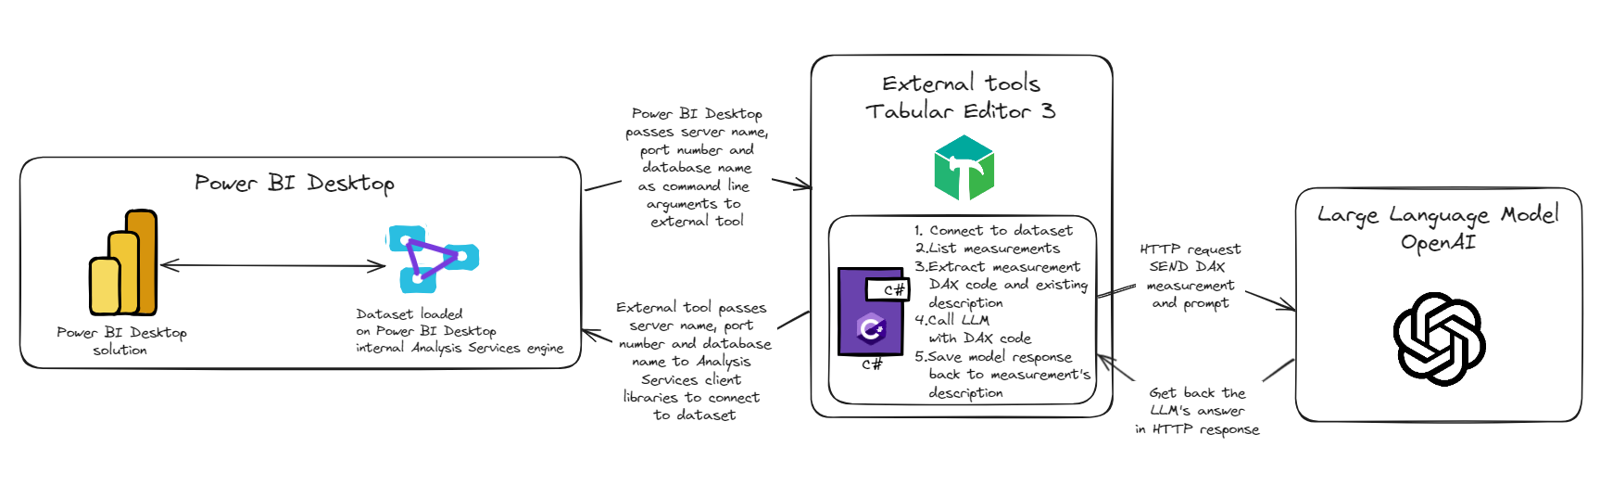 Power BI Desktop
Power BI Desktop
solution
Dataset loaded
on Power BI Desktop
internal Analysis Services engine
Power BI Desktop
passes server name,
port number and
database name
as command line
arguments to
external tool
External tool passes
server name, port
number and database
name to Analysis
Services client
libraries to connect
to dataset
External tools
Tabular Editor 3
C#
C
C#
1. Connect to dataset
2.List measurements
3.Extract measurement
DAX code and existing
description
4.Call LLM
with DAX code
5.Save model response
back to measurement's
description
HTTP request
SEND DAX
measurement
and prompt
Get back the
LLM's answer
in HTTP response
Large Language Model
OpenAI